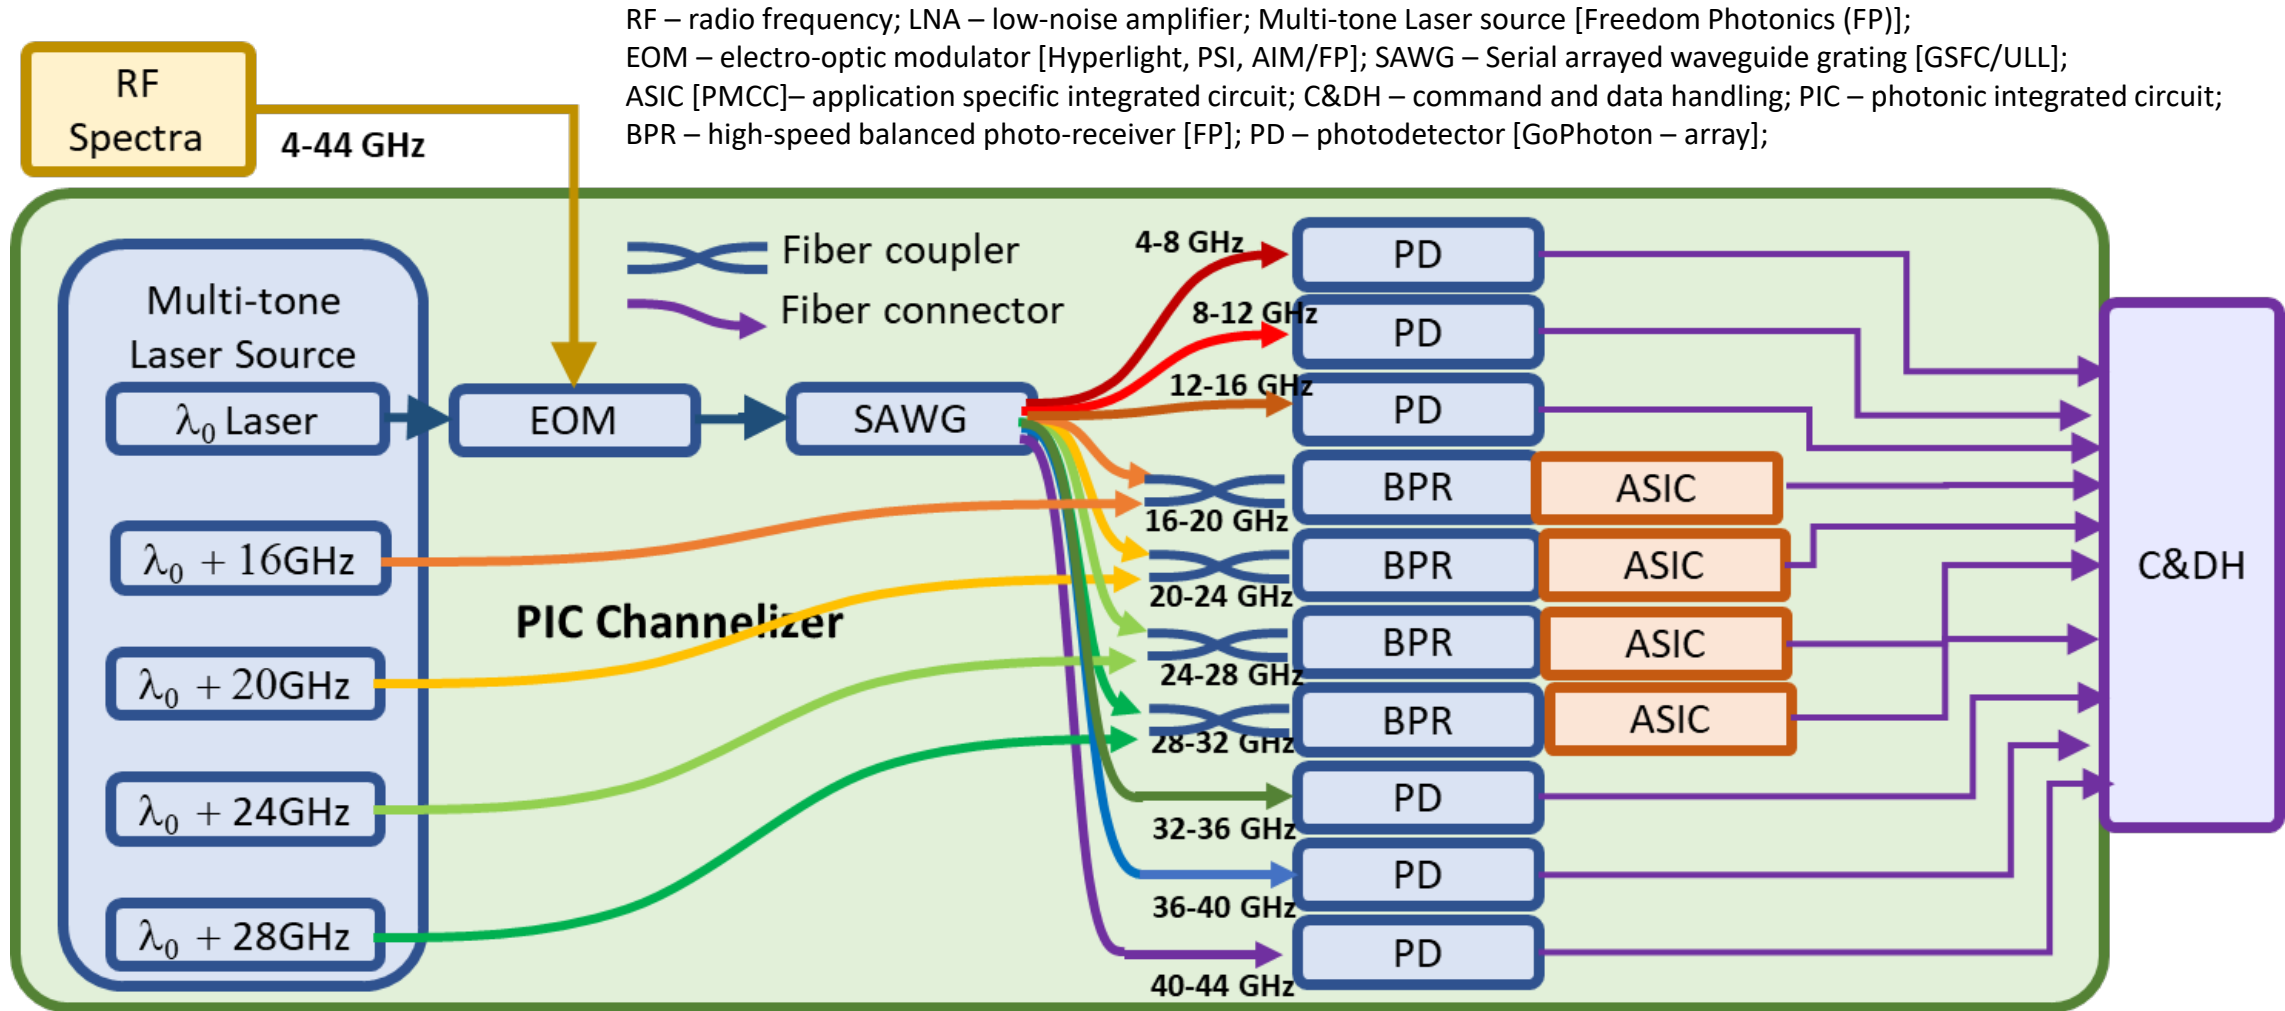 RF – radio frequency; LNA – low-noise amplifier; Multi-tone Laser source [Freedom Photonics (FP)];
EOM – electro-optic modulator [Hyperlight, PSI, AIM/FP]; SAWG – Serial arrayed waveguide grating [GSFC/ULL];
ASIC [PMCC]– application specific integrated circuit; C&DH – command and data handling; PIC – photonic integrated circuit;
BPR – high-speed balanced photo-receiver [FP]; PD – photodetector [GoPhoton – array];
RF
Spectra
4-44 GHz
Fiber coupler
Fiber connector
Multi-tone
Laser Source
λ0 Laser
EOM
SAWG
λ0 + 16GHz
λ0 + 20GHz
λ0 + 24GHz
λ0 + 28GHz
PIC Channelizer
4-8 GHz
PD
8-12 GHz
PD
12-16 GHz
PD
BPR
ASIC
16-20 GHz
BPR
ASIC
20-24 GHz
BPR
ASIC
24-28 GHz
BPR
ASIC
28-32 GHz
PD
32-36 GHz
PD
36-40 GHz
PD
40-44 GHz
C&DH